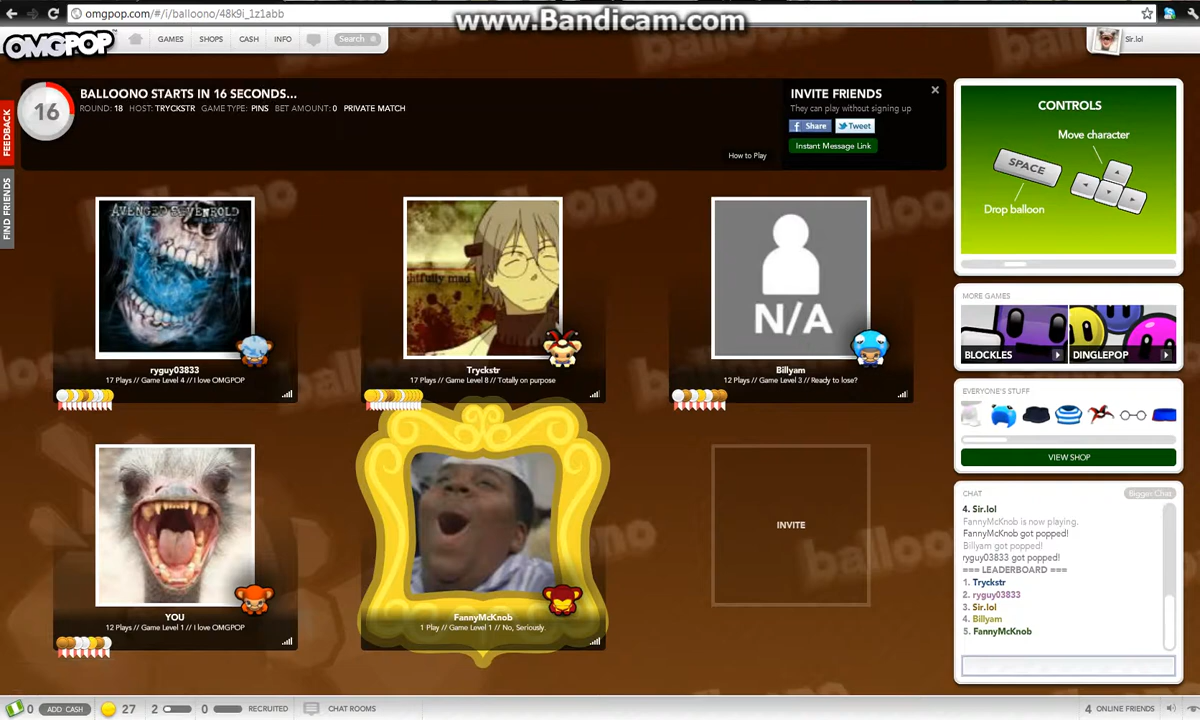 omgpop.com/#/i/balloono/48k9i_1z1abb
www.Bandicam.com
OMGPOP
GAMES
SHOPS
CASH
INFO
Search
Sir.lol
FEEDBACK
FIND FRIENDS
16
BALLOONO STARTS IN 16 SECONDS...
ROUND: 18 HOST: TRYCKSTR GAME TYPE: PINS BET AMOUNT: 0 PRIVATE MATCH
How to Play
INVITE FRIENDS
They can play without signing up
Share
Tweet
Instant Message Link
CONTROLS
Move character
SPACE
Drop balloon
AVENGED SEVENFOLD
ryguy03833
17 Plays // Game Level 4 // I love OMGPOP
htfully mad
Tryckstr
17 Plays // Game Level 8 // Totally on purpose
N/A
Billyam
12 Plays // Game Level 3 // Ready to lose?
YOU
12 Plays // Game Level 1 // I love OMGPOP
FannyMcKnob
1 Play // Game Level 1 // No, Seriously.
INVITE
MORE GAMES
BLOCKLES
DINGLEPOP
EVERYONE'S STUFF
VIEW SHOP
CHAT
Bigger Chat
4. Sir.lol
FannyMcKnob is now playing.
FannyMcKnob got popped!
Billyam got popped!
ryguy03833 got popped!
=== LEADERBOARD ===
1. Tryckstr
2. ryguy03833
3. Sir.lol
4. Billyam
5. FannyMcKnob
0
ADD CASH
27
2
0
RECRUITED
CHAT ROOMS
4 ONLINE FRIENDS
balloono